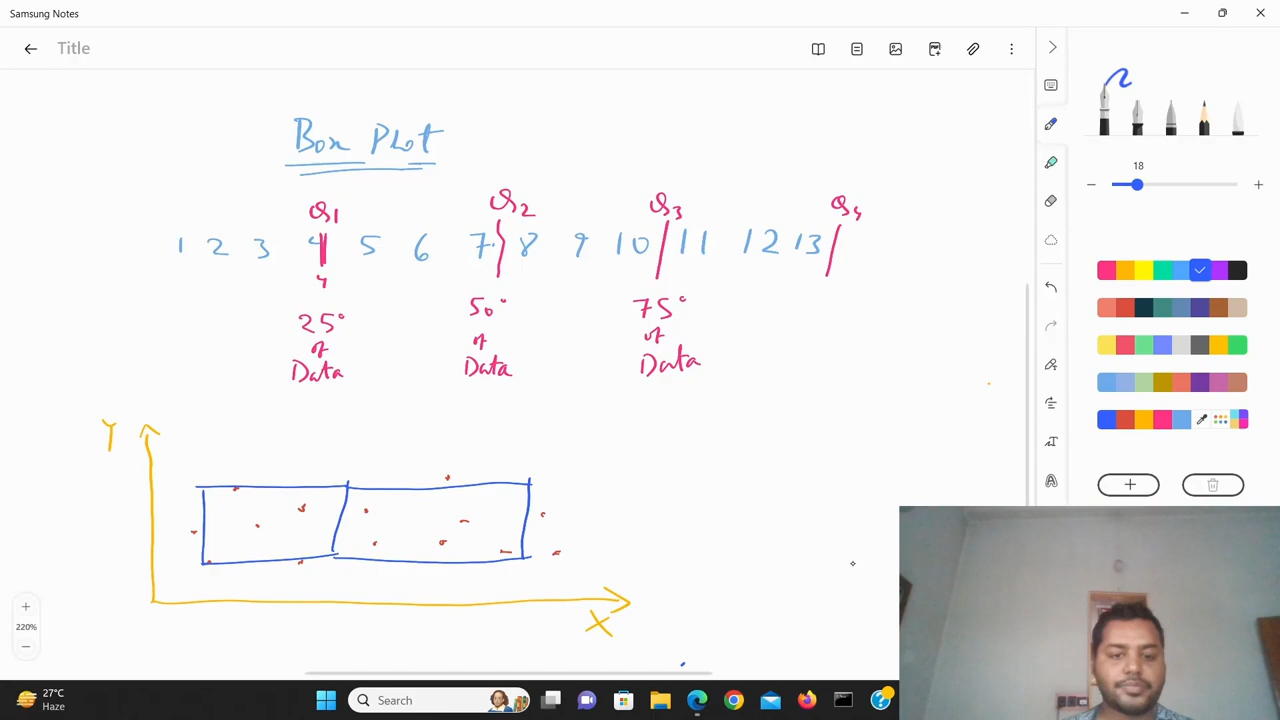 Samsung Notes
Title
18
Box Plot
Q1 Q2 Q3 Q4
1 2 3 4 5 6 7 8 9 10 11 12 13
4
25° 50° 75°
of of of
Data Data Data
Y
X
220%
27°C
Haze
Search